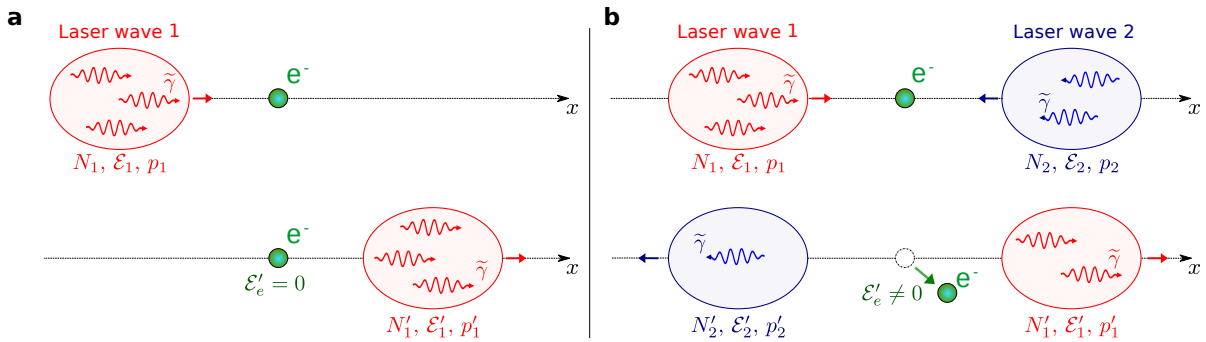 a
Laser wave 1
γ̃
e⁻
x
N₁, ℰ₁, p₁
e⁻
γ̃
x
ℰ′ₑ = 0
N′₁, ℰ′₁, p′₁
b
Laser wave 1
Laser wave 2
γ̃
e⁻
γ̃
x
N₁, ℰ₁, p₁
N₂, ℰ₂, p₂
γ̃
γ̃
e⁻
x
ℰ′ₑ ≠ 0
N′₂, ℰ′₂, p′₂
N′₁, ℰ′₁, p′₁